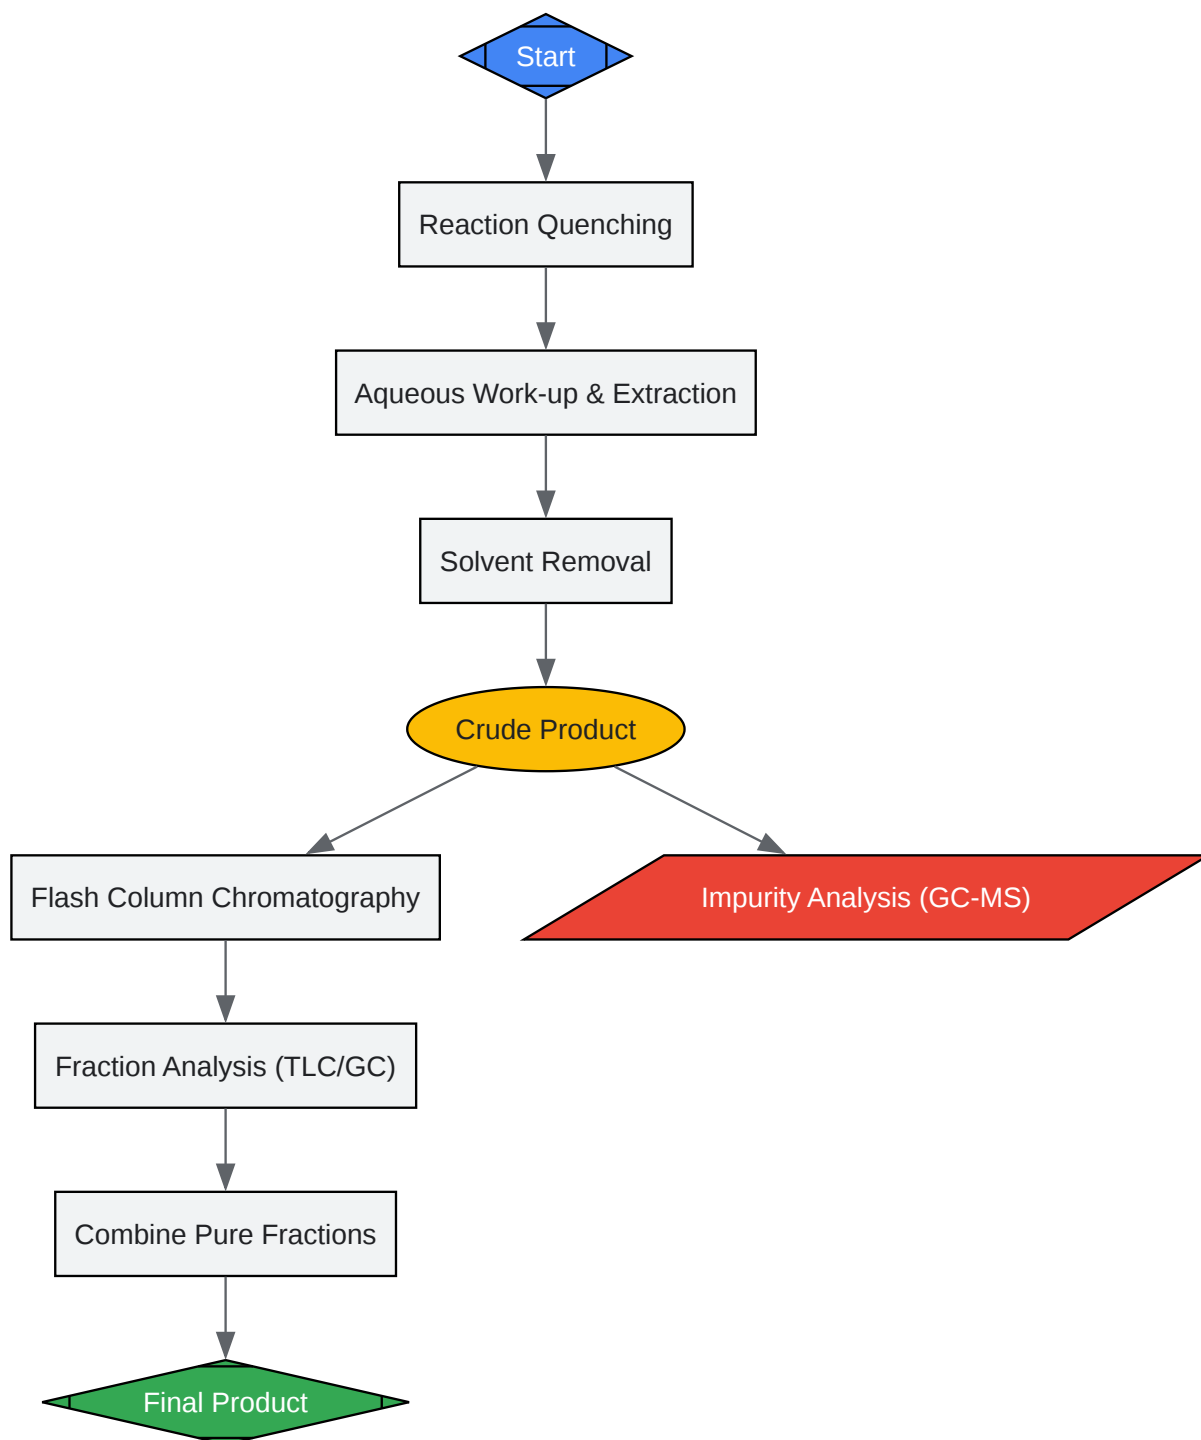 Start
Reaction Quenching
Aqueous Work-up & Extraction
Solvent Removal
Crude Product
Flash Column Chromatography
Impurity Analysis (GC-MS)
Fraction Analysis (TLC/GC)
Combine Pure Fractions
Final Product